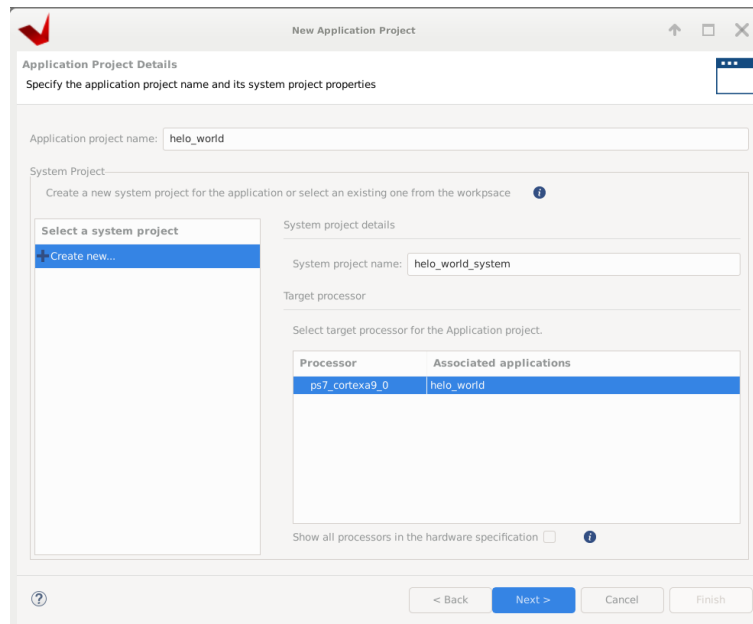 New Application Project
Application Project Details
Specify the application project name and its system project properties
Application project name: helo_world
System Project
Create a new system project for the application or select an existing one from the workpsace
Select a system project
Create new...
System project details
System project name: helo_world_system
Target processor
Select target processor for the Application project.
Processor Associated applications
ps7_cortexa9_0 helo_world
Show all processors in the hardware specification
< Back Next > Cancel Finish